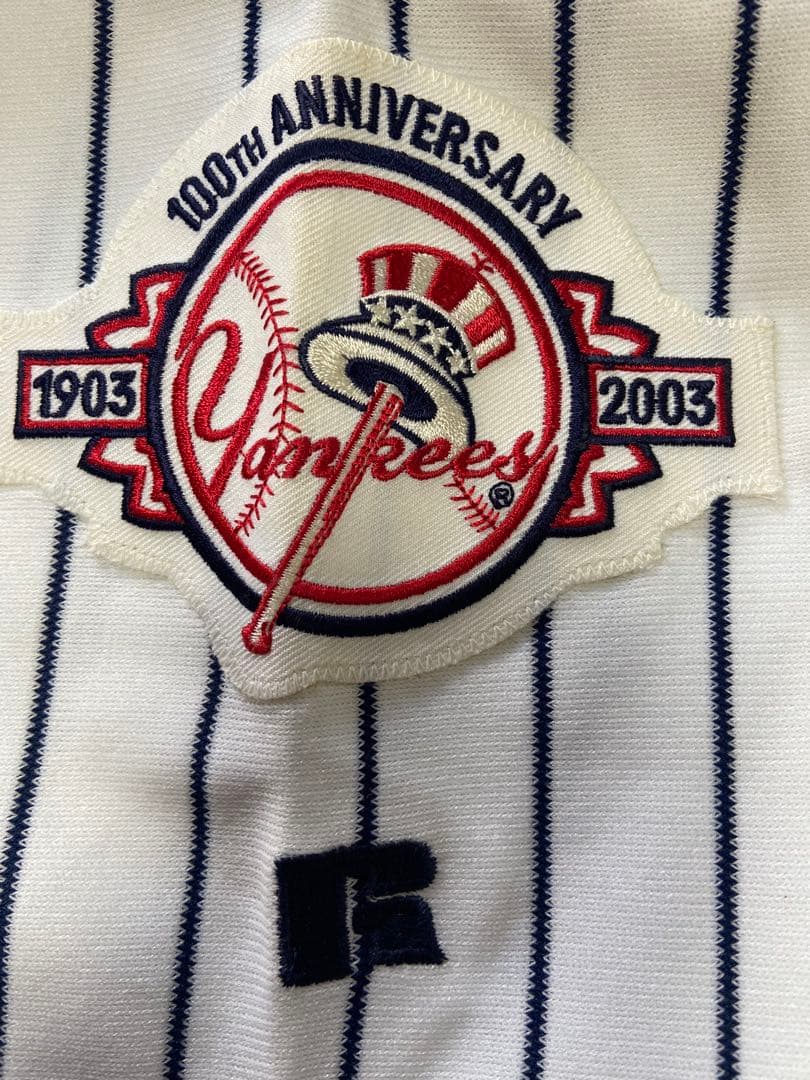 100TH ANNIVERSARY
1903
Yankees
®
2003
R